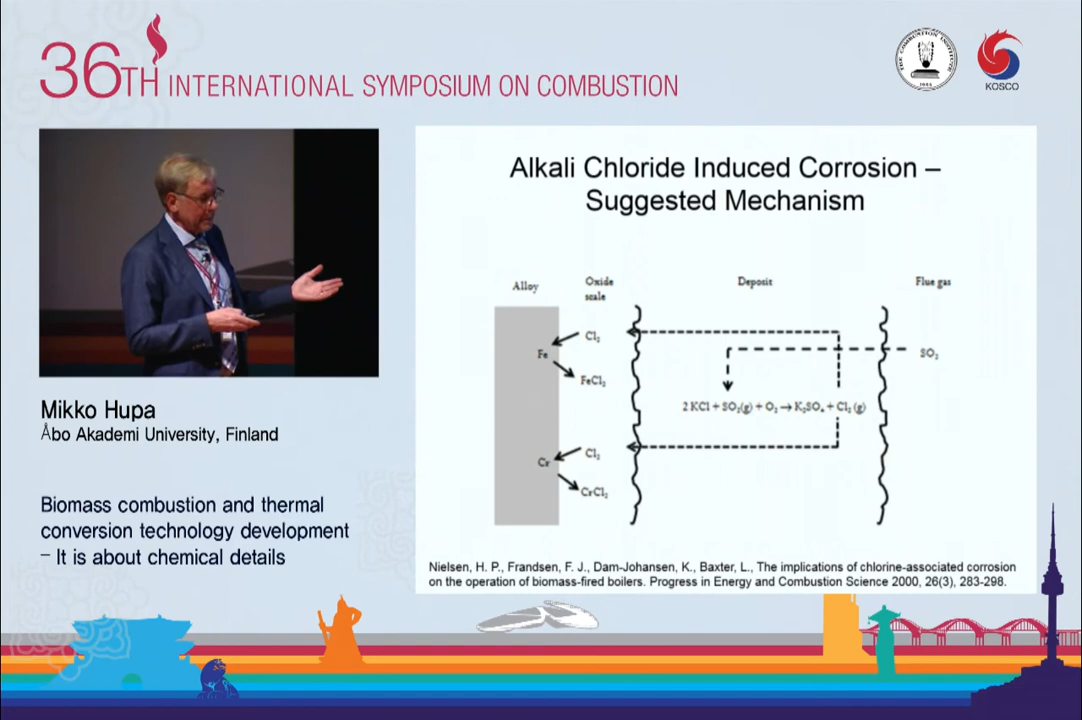 36TH INTERNATIONAL SYMPOSIUM ON COMBUSTION
THE COMBUSTION INSTITUTE
KOSCO
Alkali Chloride Induced Corrosion –
Suggested Mechanism
Alloy
Oxide
scale
Deposit
Flue gas
Cl₂
Fe
FeCl₂
SO₂
2 KCl + SO₂(g) + O₂ → K₂SO₄ + Cl₂ (g)
Cl₂
Cr
CrCl₂
Nielsen, H. P., Frandsen, F. J., Dam-Johansen, K., Baxter, L., The implications of chlorine-associated corrosion
on the operation of biomass-fired boilers. Progress in Energy and Combustion Science 2000, 26(3), 283-298.
Mikko Hupa
Åbo Akademi University, Finland
Biomass combustion and thermal
conversion technology development
– It is about chemical details